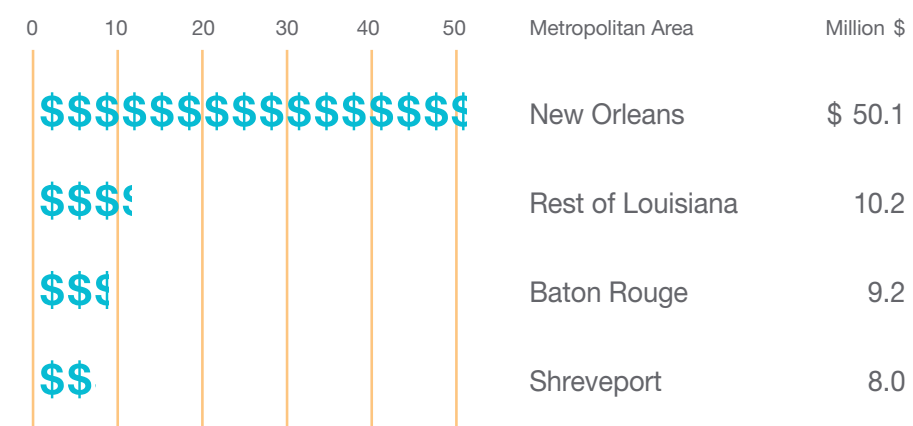 0 10 20 30 40 50 Metropolitan Area Million $
$$$$$$$$$$$$$$$$ New Orleans $ 50.1
$$$$ Rest of Louisiana 10.2
$$$ Baton Rouge 9.2
$$ Shreveport 8.0